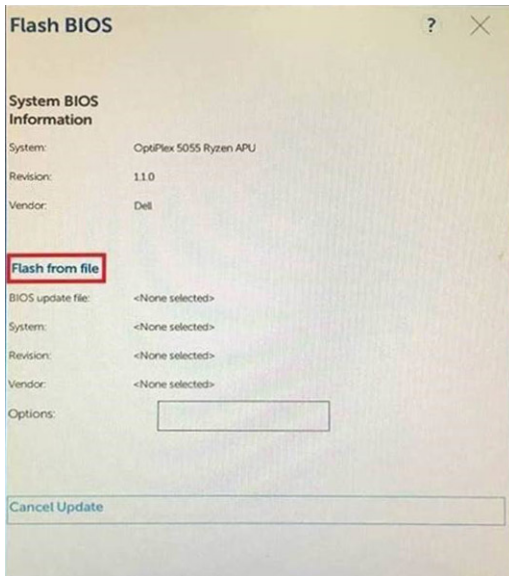 Flash BIOS ?
System BIOS
Information
System: OptiPlex 5055 Ryzen APU
Revision: 1.1.0
Vendor: Dell
Flash from file
BIOS update file: <None selected>
System: <None selected>
Revision: <None selected>
Vendor: <None selected>
Options:
Cancel Update